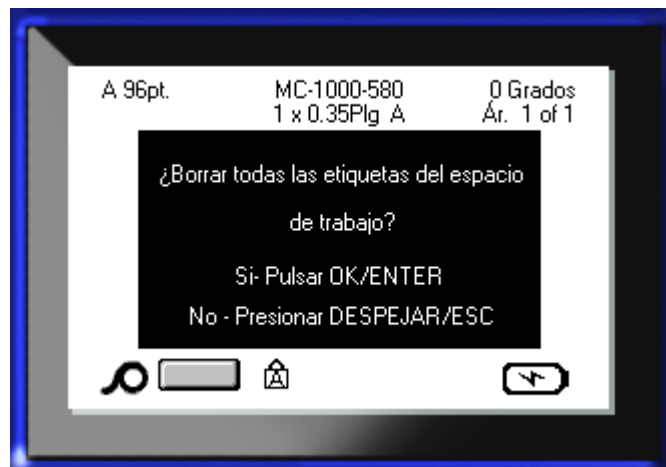 A 96pt. MC-1000-580 0 Grados
1 x 0.35Plg A Ár. 1 of 1
¿Borrar todas las etiquetas del espacio
de trabajo?
Si- Pulsar OK/ENTER
No - Presionar DESPEJAR/ESC
A